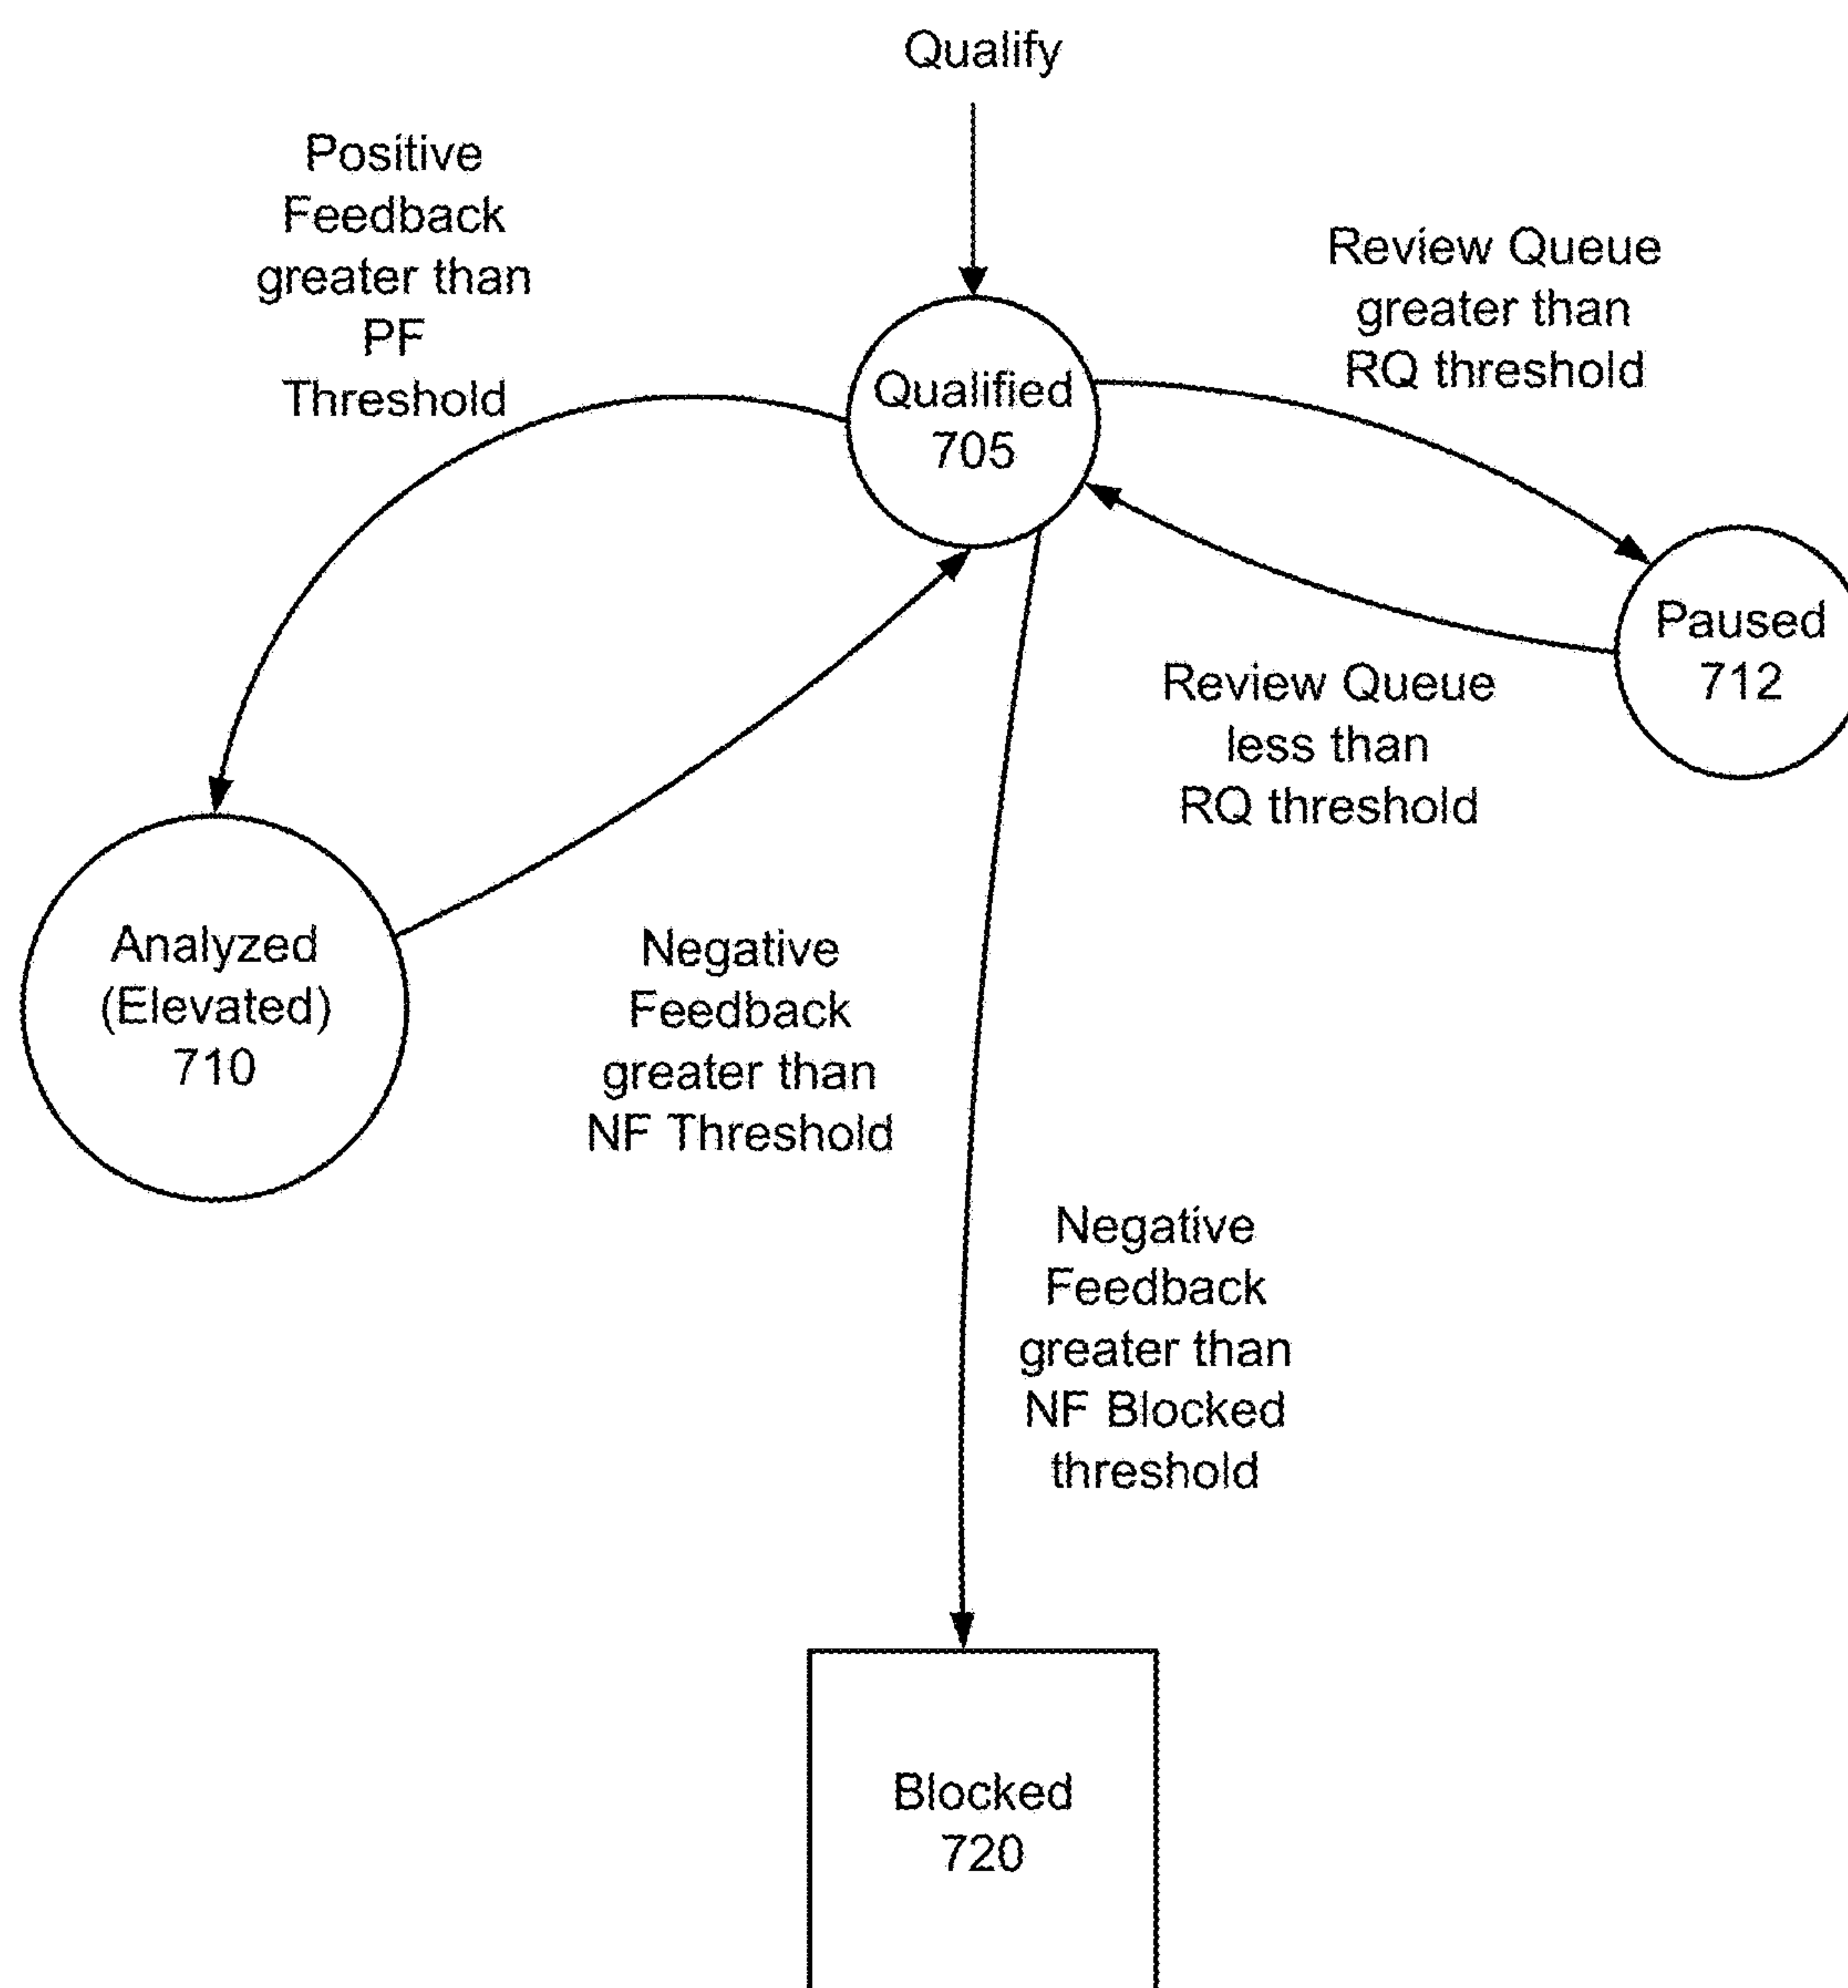 Qualify
Positive
Feedback
greater than
PF
Threshold
Review Queue
greater than
RQ threshold
Qualified
705
Paused
712
Review Queue
less than
RQ threshold
Analyzed
(Elevated)
710
Negative
Feedback
greater than
NF Threshold
Negative
Feedback
greater than
NF Blocked
threshold
Blocked
720